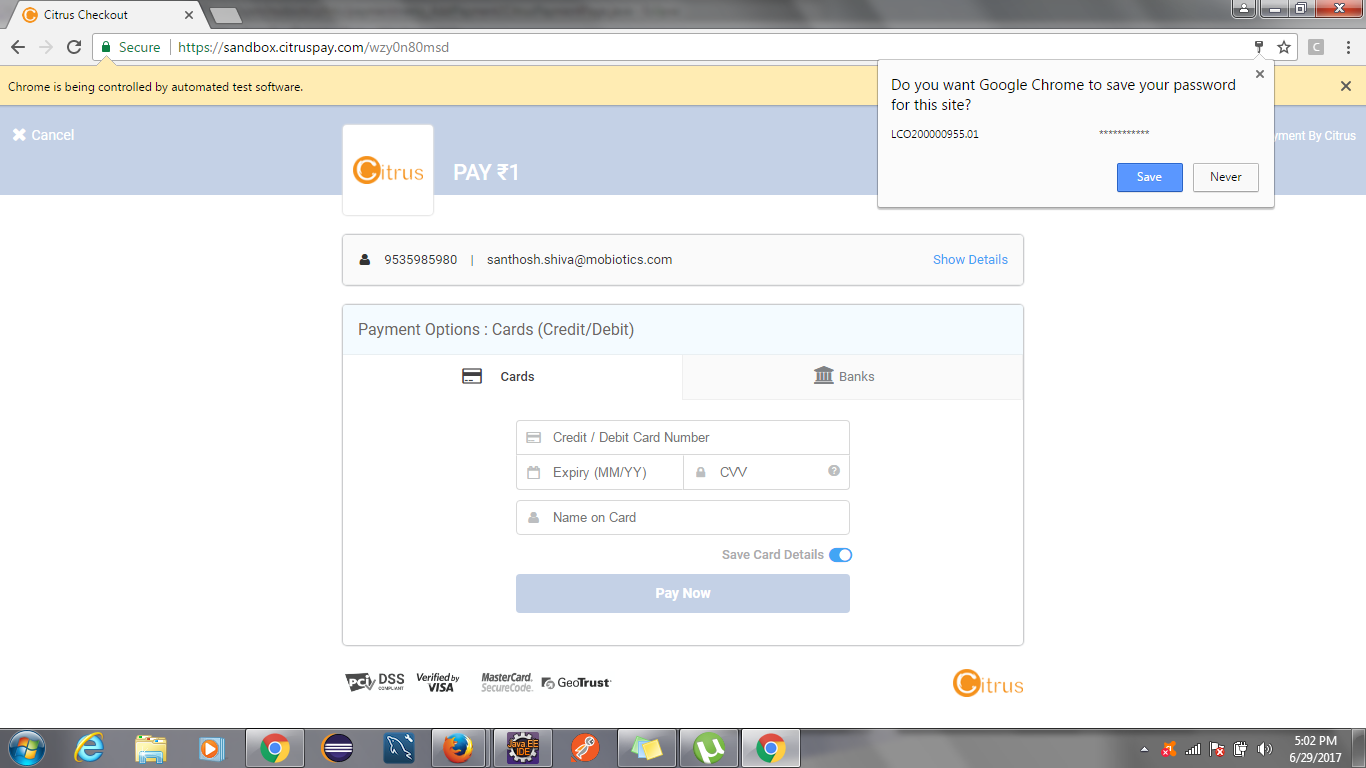 Citrus Checkout
Secure
https://sandbox.citruspay.com/wzy0n80msd
C
Chrome is being controlled by automated test software.
Do you want Google Chrome to save your password
for this site?
LCO200000955.01 ***********
Save Never
Cancel
Citrus
PAY ₹1
yment By Citrus
9535985980 | santhosh.shiva@mobiotics.com Show Details
Payment Options : Cards (Credit/Debit)
Cards Banks
Credit / Debit Card Number
Expiry (MM/YY) CVV ?
Name on Card
Save Card Details
Pay Now
PCI DSS COMPLIANT Verified by VISA MasterCard. SecureCode. GeoTrust
Citrus
Java EE
IDE
5:02 PM
6/29/2017